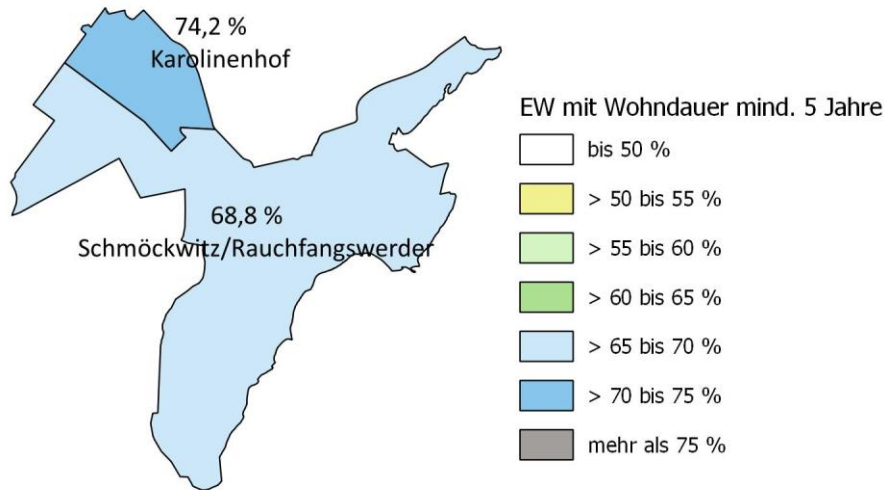 74,2 %
Karolinenhof
68,8 %
Schmöckwitz/Rauchfangswerder
EW mit Wohndauer mind. 5 Jahre
bis 50 %
> 50 bis 55 %
> 55 bis 60 %
> 60 bis 65 %
> 65 bis 70 %
> 70 bis 75 %
mehr als 75 %